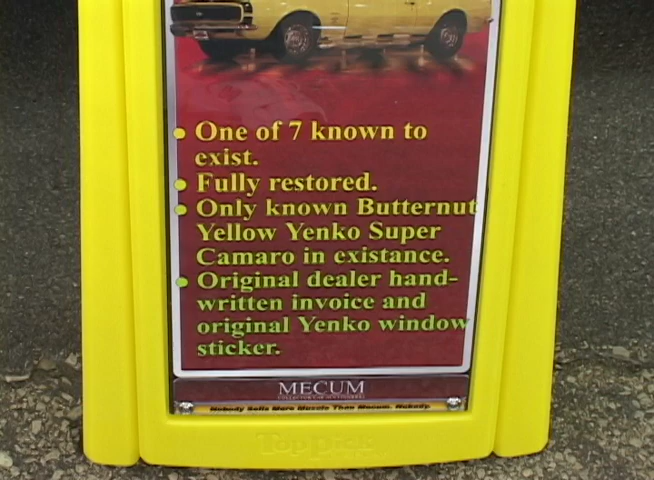 • One of 7 known to
exist.
• Fully restored.
• Only known Butternut
Yellow Yenko Super
Camaro in existance.
• Original dealer hand-
written invoice and
original Yenko window
sticker.
MECUM
Nobody Sells More Muscle Than Mecum. Nobody.